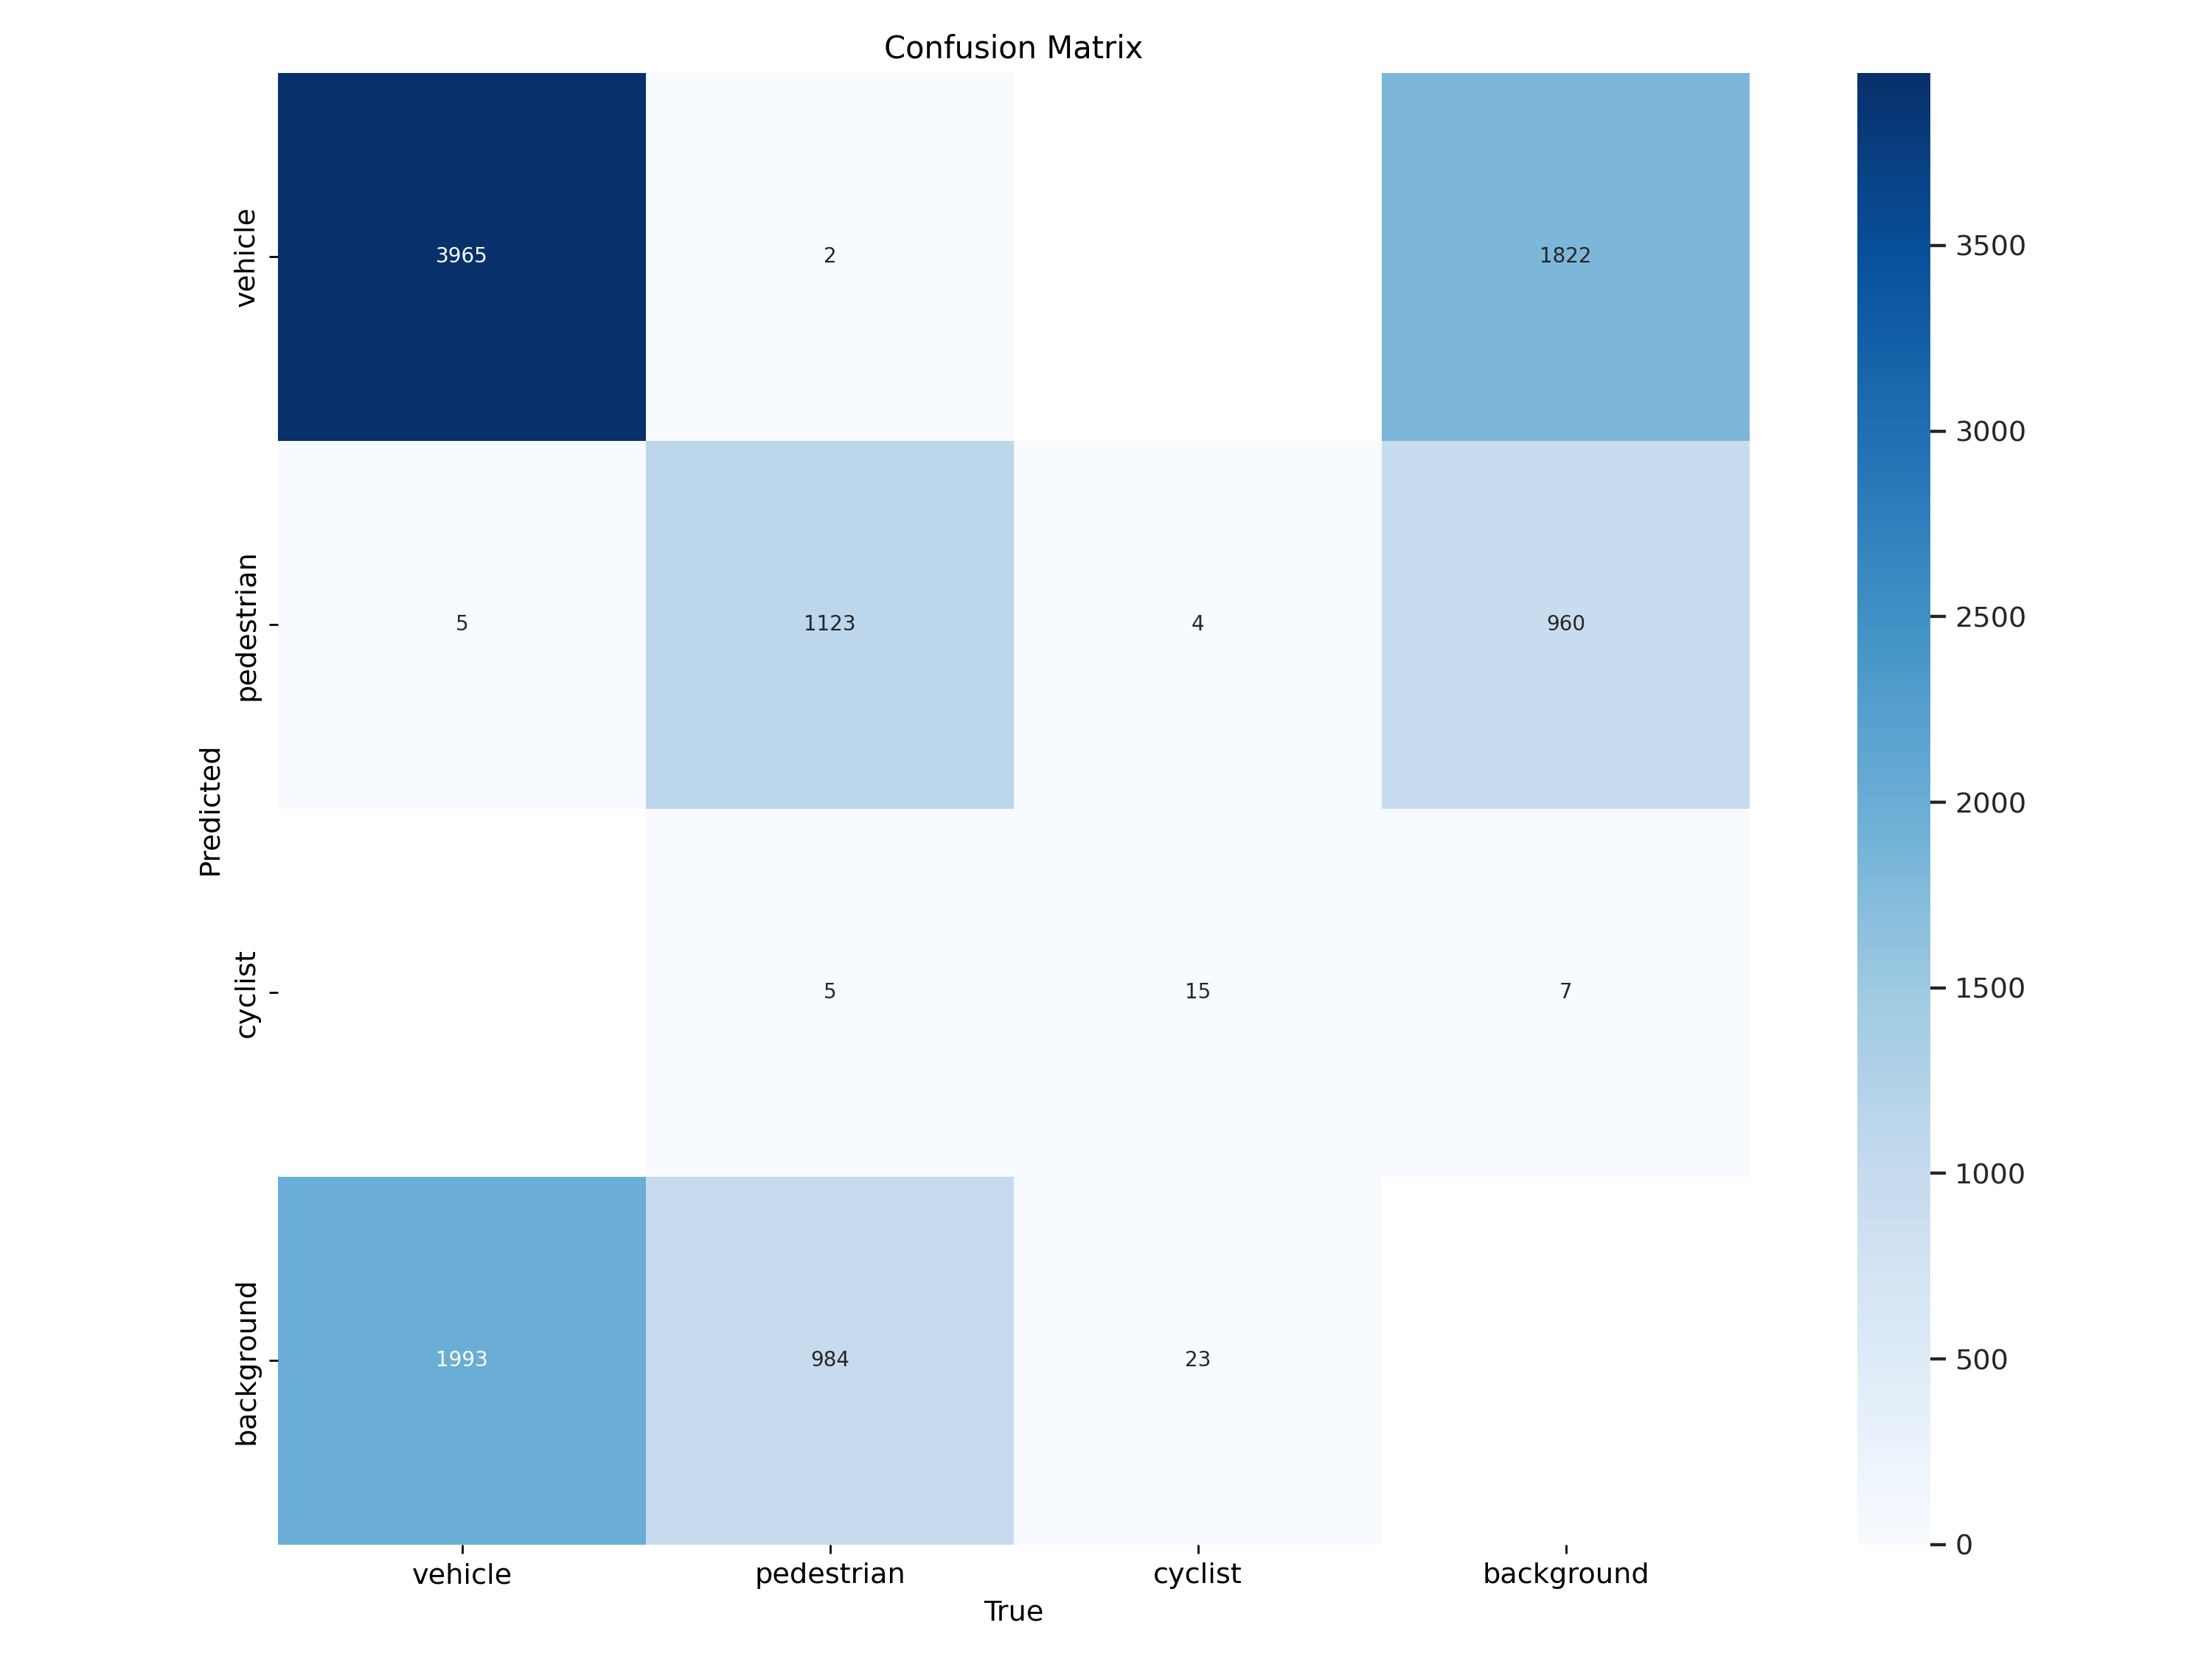 Confusion Matrix
vehicle
3965
2
1822
3500
3000
pedestrian
5
1123
4
960
2500
2000
Predicted
cyclist
5
15
7
1500
1000
background
1993
984
23
500
0
vehicle
pedestrian
cyclist
background
True